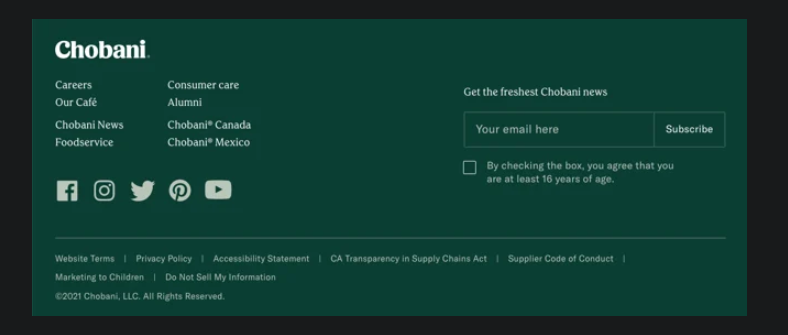 Chobani.
Careers
Our Café
Chobani News
Foodservice
Consumer care
Alumni
Chobani® Canada
Chobani® Mexico
Get the freshest Chobani news
Your email here
Subscribe
By checking the box, you agree that you
are at least 16 years of age.
Website Terms | Privacy Policy | Accessibility Statement | CA Transparency in Supply Chains Act | Supplier Code of Conduct |
Marketing to Children | Do Not Sell My Information
©2021 Chobani, LLC. All Rights Reserved.